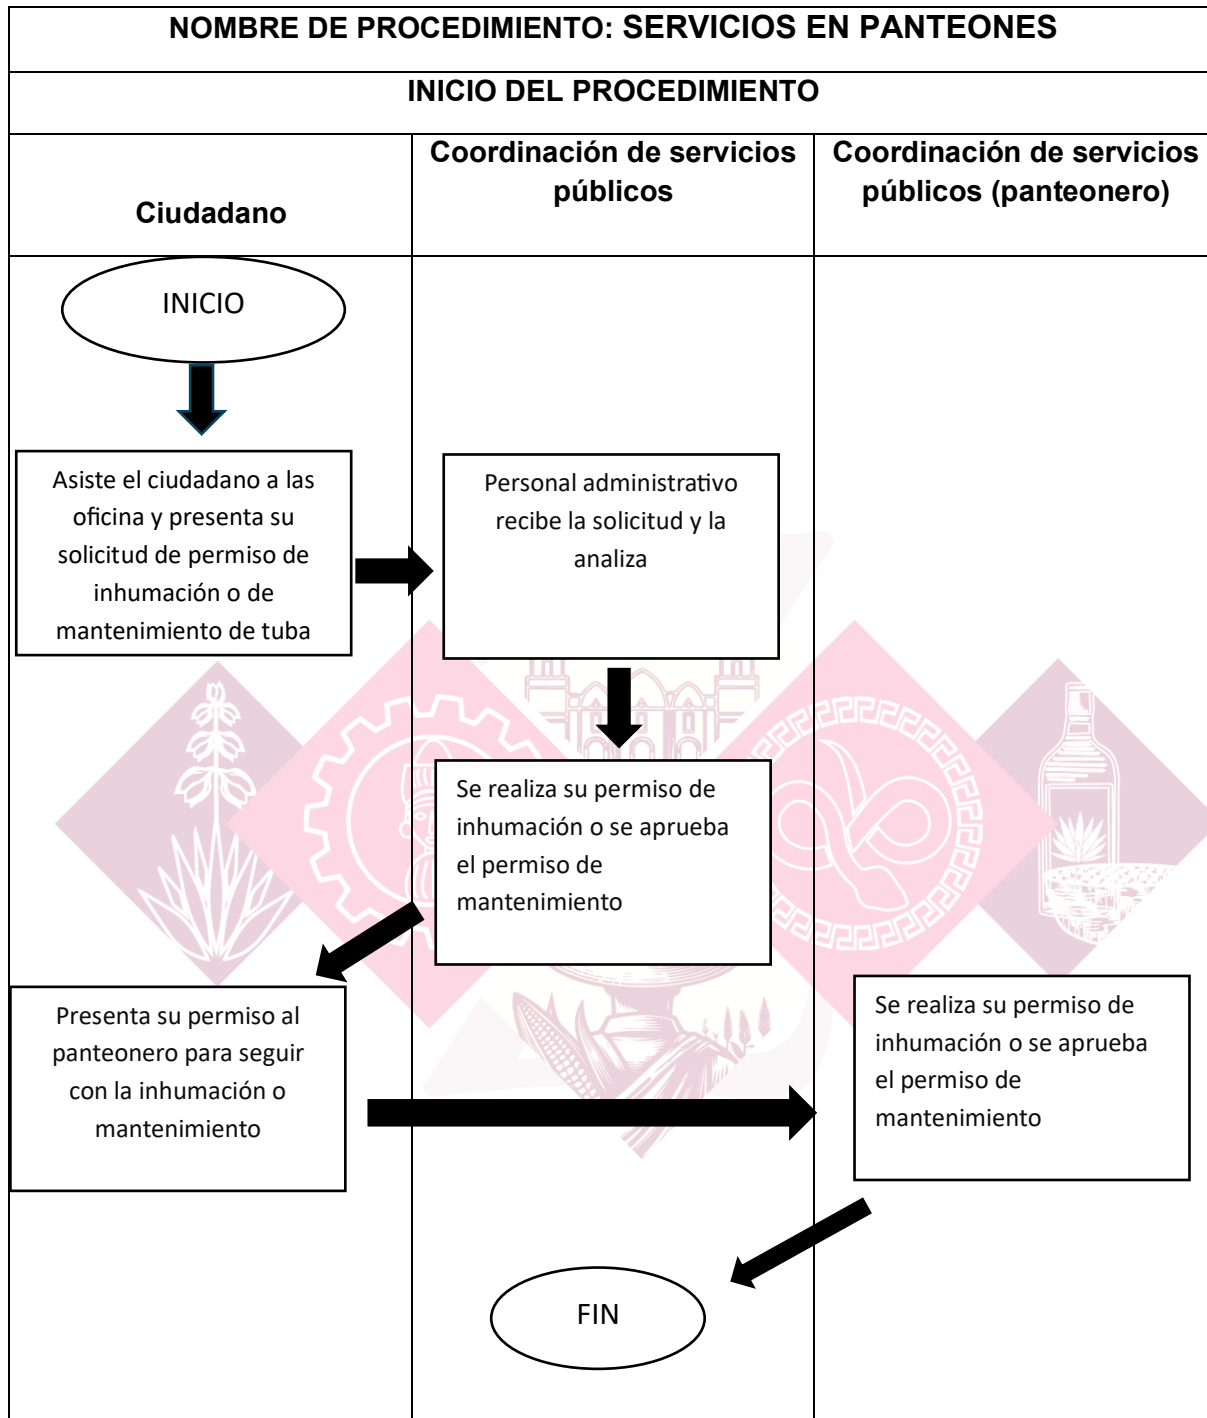 NOMBRE DE PROCEDIMIENTO: SERVICIOS EN PANTEONES
INICIO DEL PROCEDIMIENTO
Ciudadano
Coordinación de servicios
públicos
Coordinación de servicios
públicos (panteonero)
INICIO
Asiste el ciudadano a las
oficina y presenta su
solicitud de permiso de
inhumación o de
mantenimiento de tuba
Personal administrativo
recibe la solicitud y la
analiza
Se realiza su permiso de
inhumación o se aprueba
el permiso de
mantenimiento
Presenta su permiso al
panteonero para seguir
con la inhumación o
mantenimiento
Se realiza su permiso de
inhumación o se aprueba
el permiso de
mantenimiento
FIN